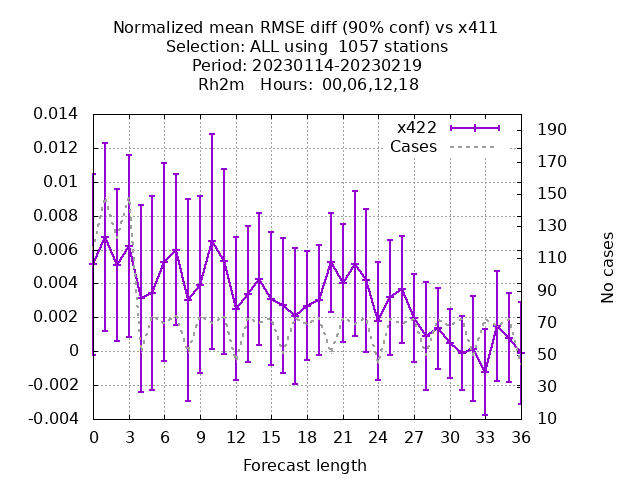 Normalized mean RMSE diff (90% conf) vs x411
Selection: ALL using  1057 stations
Period: 20230114-20230219
Rh2m   Hours:  00,06,12,18
x422
Cases
0.014
0.012
0.01
0.008
0.006
0.004
0.002
0
-0.002
-0.004
190
170
150
130
110
90
70
50
30
10
No cases
0 3 6 9 12 15 18 21 24 27 30 33 36
Forecast length